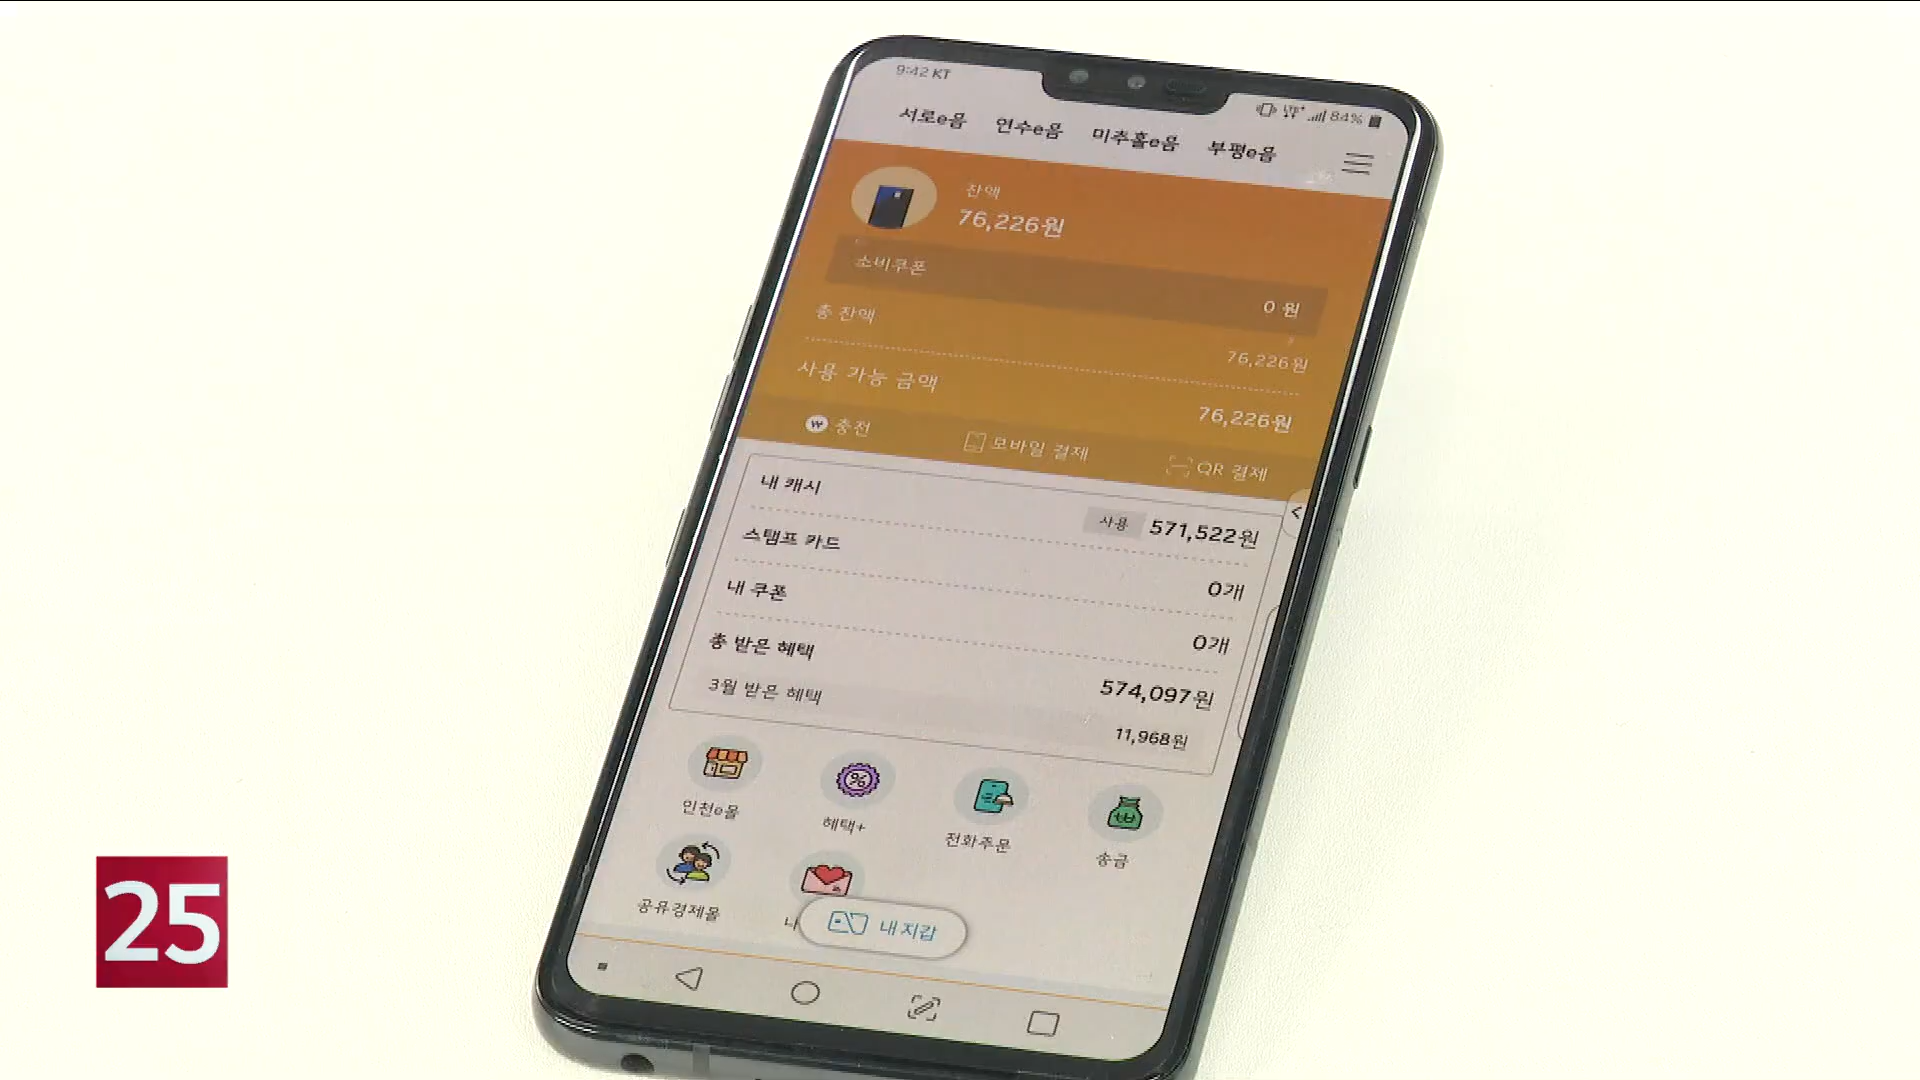 9:42 KT
84%
서로e음 연수e음 미추홀e음 부평e음
잔액
76,226원
소비쿠폰
0 원
총 잔액
76,226원
사용 가능 금액
76,226원
충전 모바일 결제 QR 결제
내 캐시
사용 571,522원
스탬프 카드
0개
내 쿠폰
0개
총 받은 혜택
574,097원
3월 받은 혜택
11,968원
인천e몰 혜택+ 전화주문 송금
공유경제몰
내 지갑
25